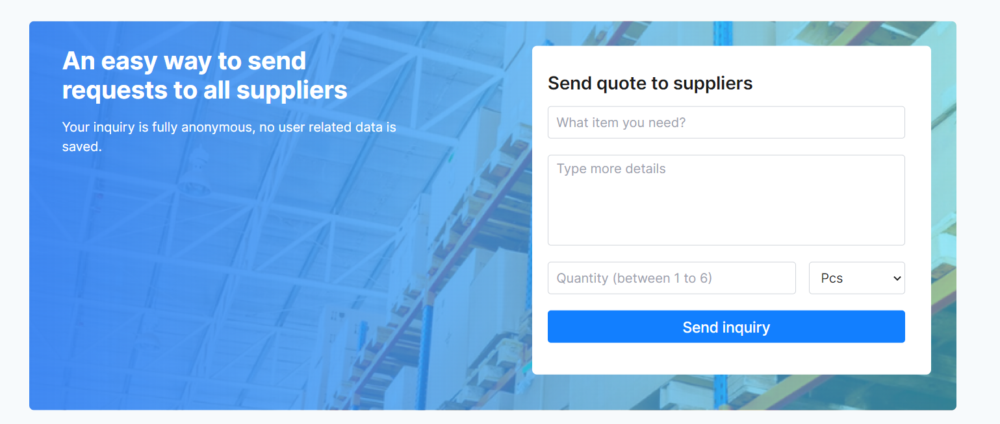 An easy way to send
requests to all suppliers
Your inquiry is fully anonymous, no user related data is
saved.
Send quote to suppliers
What item you need?
Type more details
Quantity (between 1 to 6)
Pcs
Send inquiry